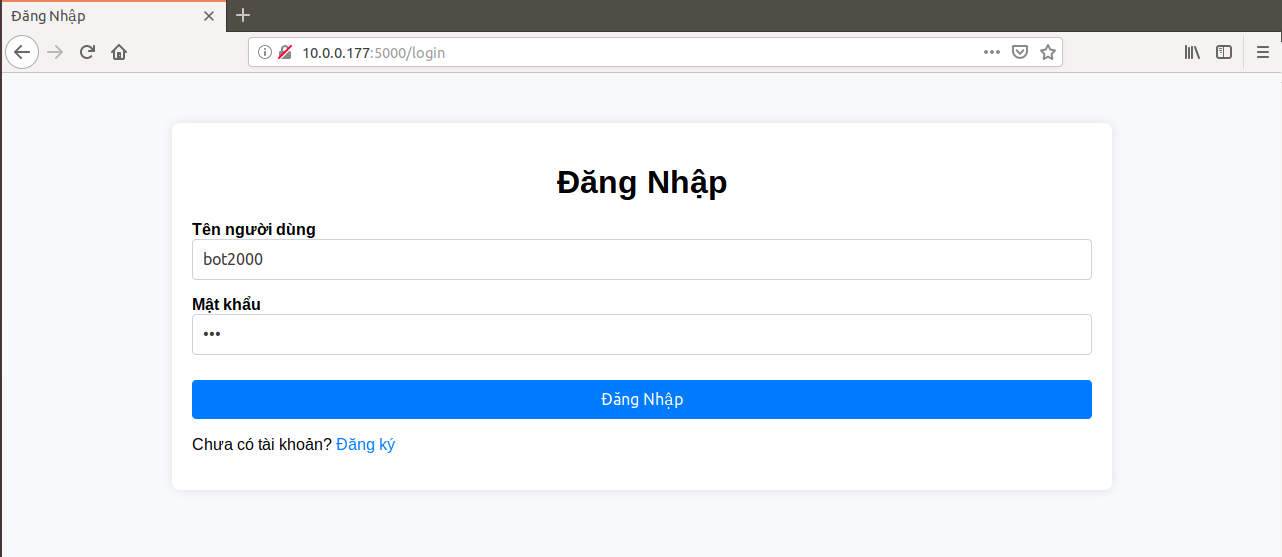 Đăng Nhập
10.0.0.177:5000/login
Đăng Nhập
Tên người dùng
bot2000
Mật khẩu
•••
Đăng Nhập
Chưa có tài khoản? Đăng ký